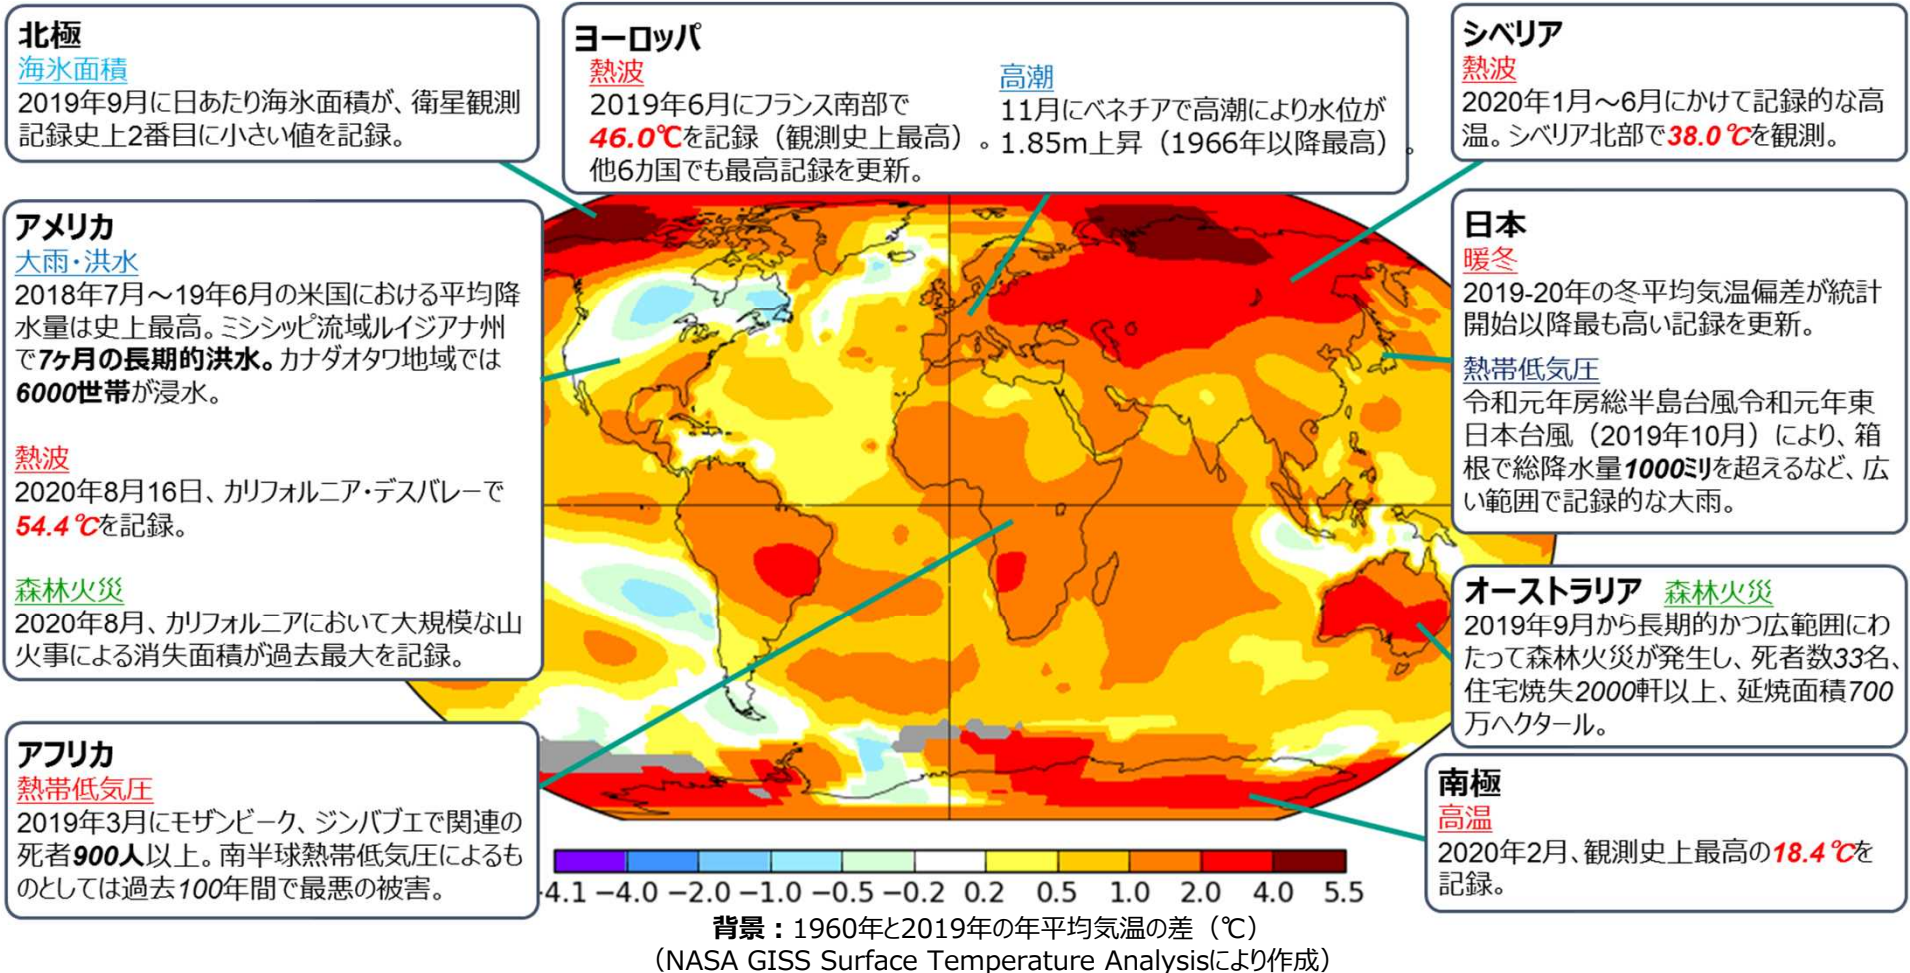 北極
海氷面積
2019年9月に日あたり海氷面積が、衛星観測
記録史上2番目に小さい値を記録。
ヨーロッパ
熱波
2019年6月にフランス南部で
46.0℃を記録（観測史上最高）。
他6カ国でも最高記録を更新。
高潮
11月にベネチアで高潮により水位が
1.85m上昇（1966年以降最高）。
シベリア
熱波
2020年1月～6月にかけて記録的な高
温。シベリア北部で38.0℃を観測。
アメリカ
大雨・洪水
2018年7月～19年6月の米国における平均降
水量は史上最高。ミシシッピ流域ルイジアナ州
で7ヶ月の長期的洪水。カナダオタワ地域では
6000世帯が浸水。
熱波
2020年8月16日、カリフォルニア・デスバレーで
54.4℃を記録。
森林火災
2020年8月、カリフォルニアにおいて大規模な山
火事による消失面積が過去最大を記録。
日本
暖冬
2019-20年の冬平均気温偏差が統計
開始以降最も高い記録を更新。
熱帯低気圧
令和元年房総半島台風令和元年東
日本台風（2019年10月）により、箱
根で総降水量1000ミリを超えるなど、広
い範囲で記録的な大雨。
オーストラリア 森林火災
2019年9月から長期的かつ広範囲にわ
たって森林火災が発生し、死者数33名、
住宅焼失2000軒以上、延焼面積700
万ヘクタール。
アフリカ
熱帯低気圧
2019年3月にモザンビーク、ジンバブエで関連の
死者900人以上。南半球熱帯低気圧によるも
のとしては過去100年間で最悪の被害。
南極
高温
2020年2月、観測史上最高の18.4℃を
記録。
-4.1 −4.0 −2.0 −1.0 −0.5 −0.2 0.2 0.5 1.0 2.0 4.0 5.5
背景：1960年と2019年の年平均気温の差（℃）
（NASA GISS Surface Temperature Analysisにより作成）